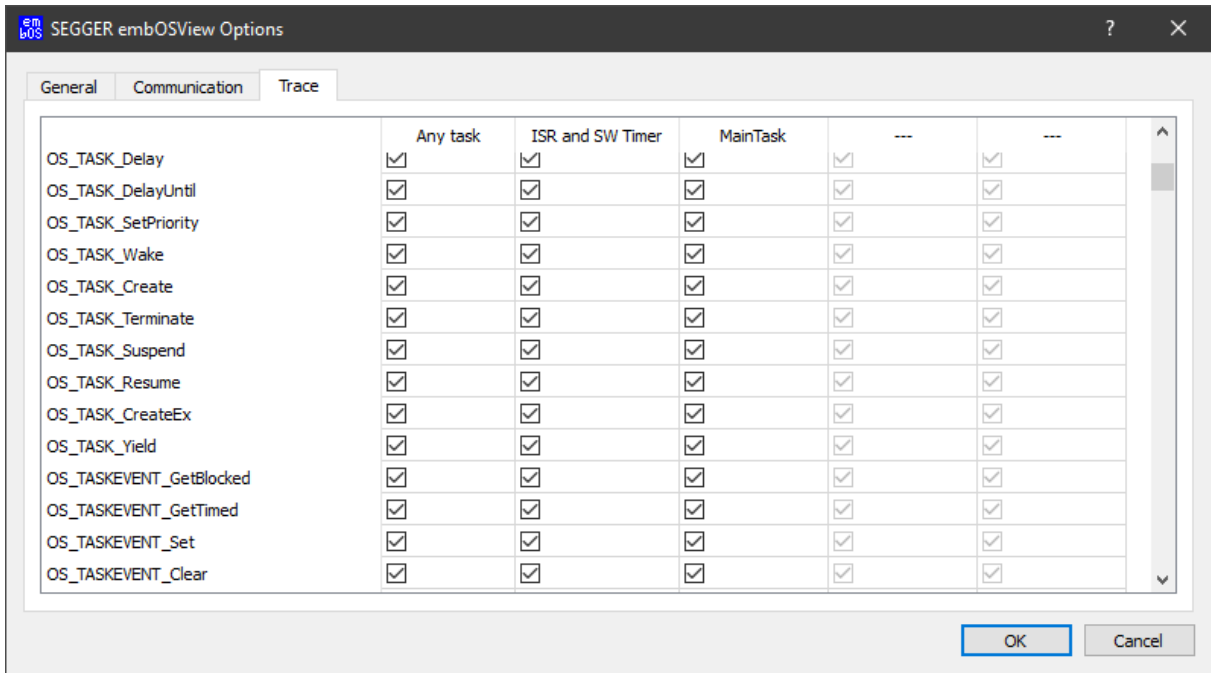 em
bOS SEGGER embOSView Options ? ×
General Communication Trace
Any task ISR and SW Timer MainTask --- ---
OS_TASK_Delay
OS_TASK_DelayUntil
OS_TASK_SetPriority
OS_TASK_Wake
OS_TASK_Create
OS_TASK_Terminate
OS_TASK_Suspend
OS_TASK_Resume
OS_TASK_CreateEx
OS_TASK_Yield
OS_TASKEVENT_GetBlocked
OS_TASKEVENT_GetTimed
OS_TASKEVENT_Set
OS_TASKEVENT_Clear
OK Cancel